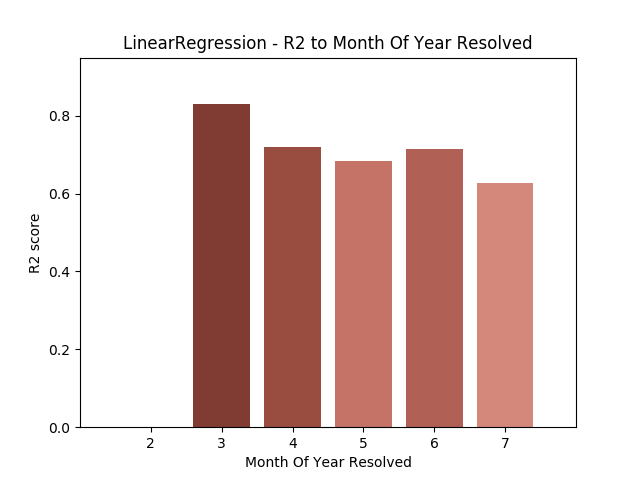 LinearRegression - R2 to Month Of Year Resolved
0.8
0.6
0.4
0.2
0.0
R2 score
2 3 4 5 6 7
Month Of Year Resolved